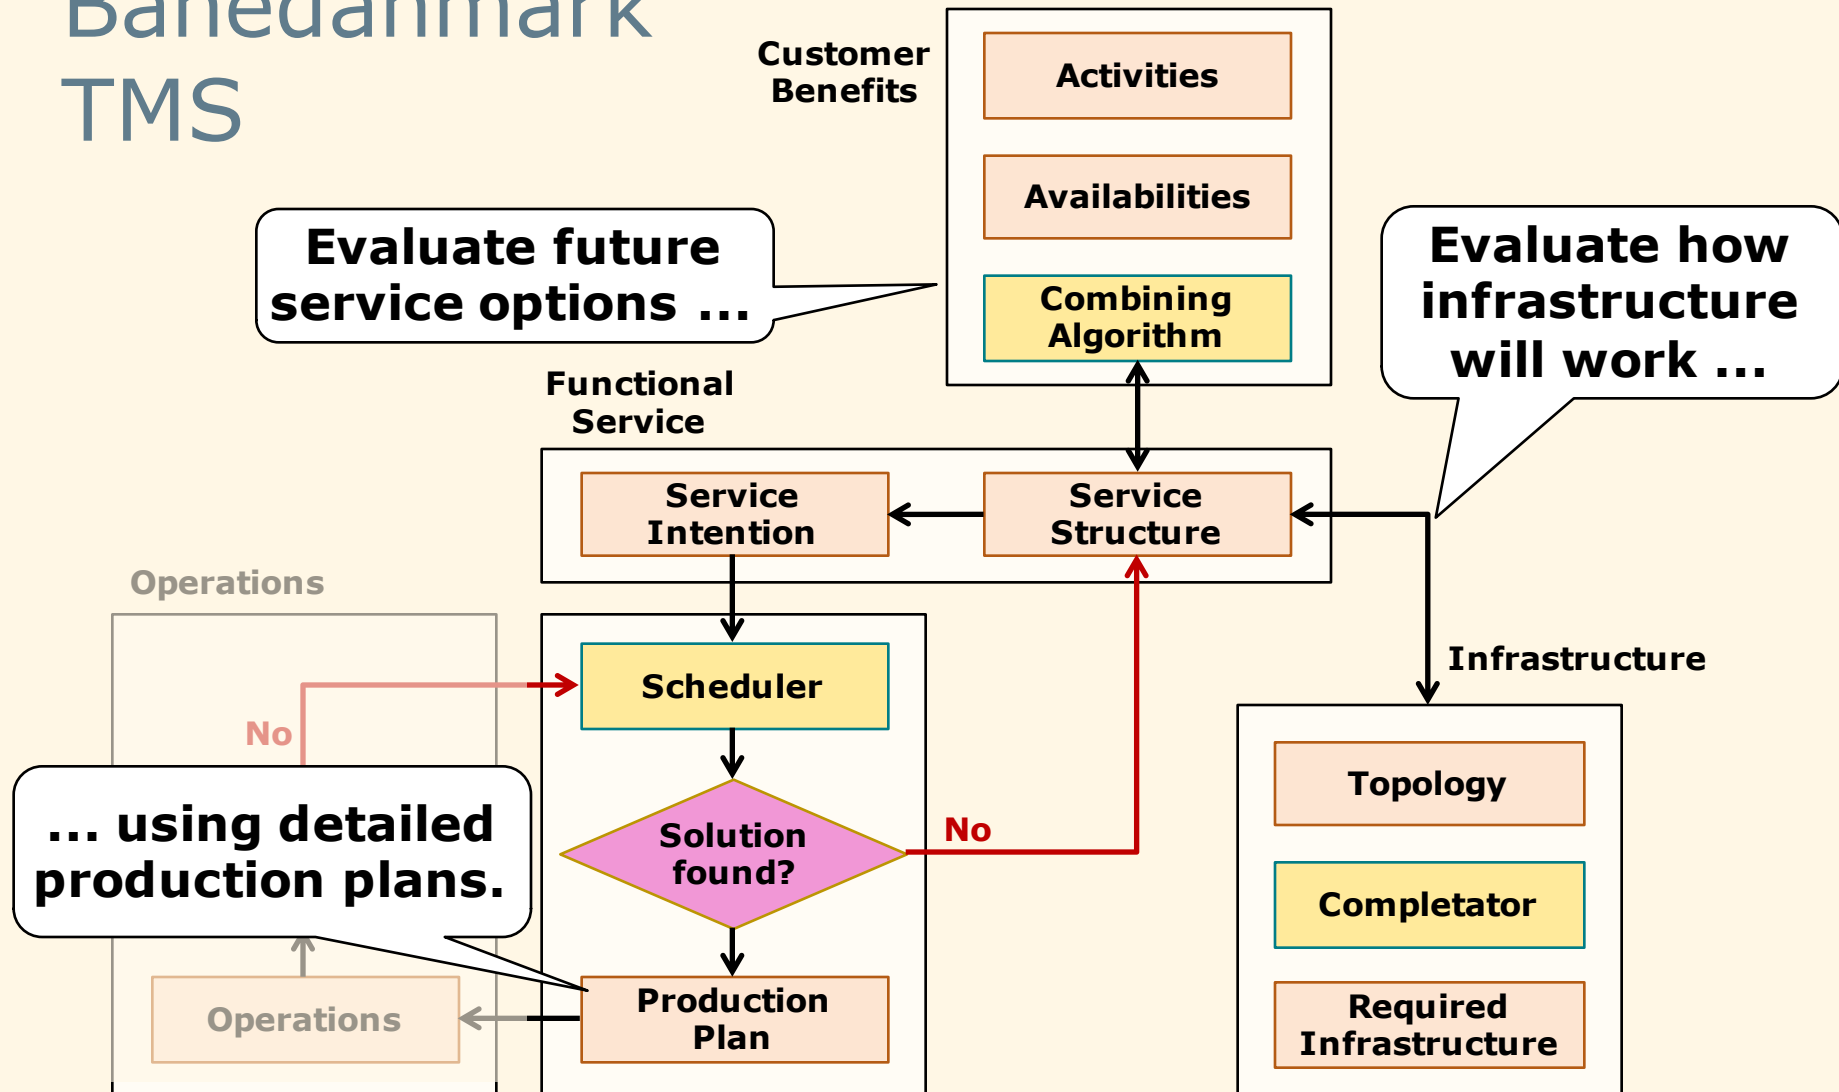 Banedanmark
TMS
Customer
Benefits
Activities
Availabilities
Combining
Algorithm
Evaluate future
service options ...
Evaluate how
infrastructure
will work ...
Functional
Service
Service
Intention
Service
Structure
Operations
Infrastructure
No
Scheduler
Solution
found?
No
... using detailed
production plans.
Operations
Production
Plan
Topology
Completator
Required
Infrastructure